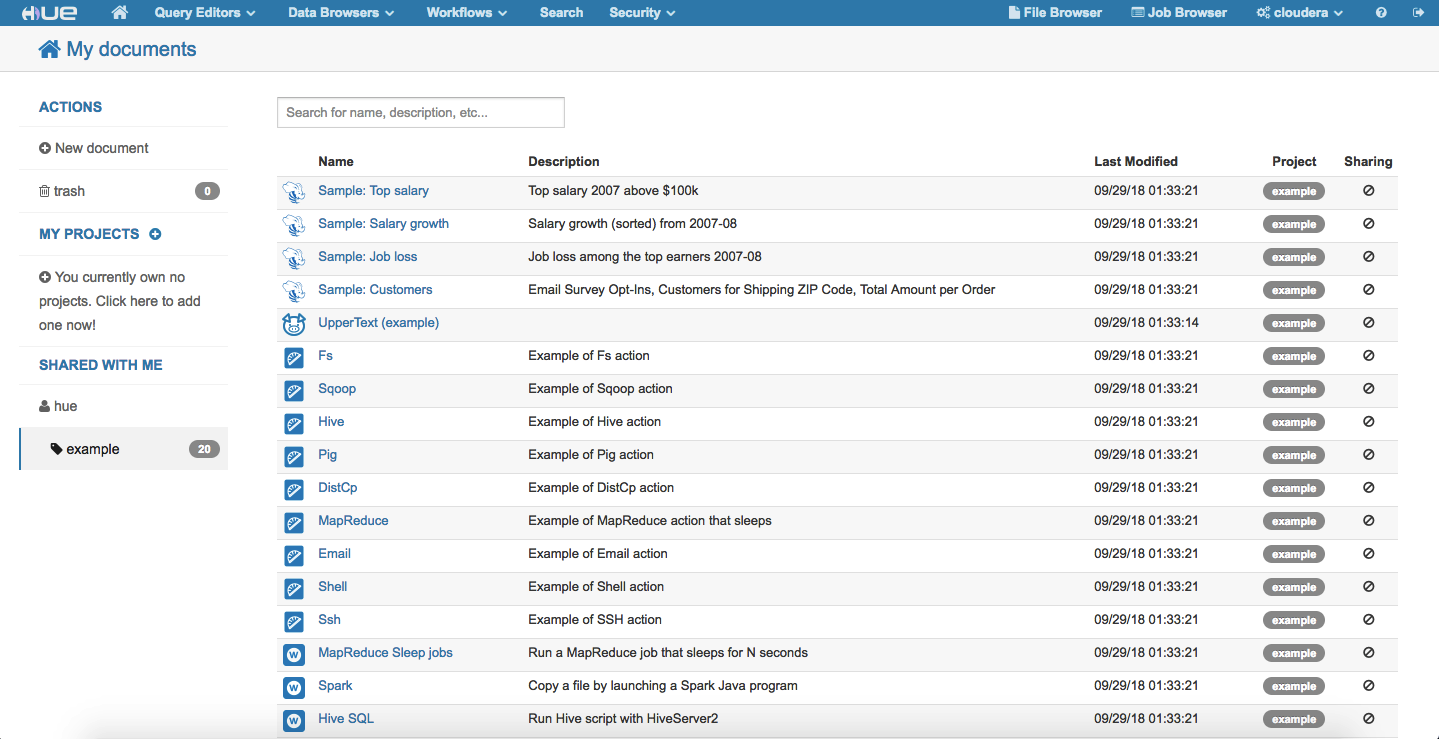 HUE Query Editors Data Browsers Workflows Search Security File Browser Job Browser cloudera
My documents
ACTIONS
New document
trash 0
MY PROJECTS
You currently own no
projects. Click here to add
one now!
SHARED WITH ME
hue
example 20
Search for name, description, etc...
Name Description Last Modified Project Sharing
Sample: Top salary Top salary 2007 above $100k 09/29/18 01:33:21 example
Sample: Salary growth Salary growth (sorted) from 2007-08 09/29/18 01:33:21 example
Sample: Job loss Job loss among the top earners 2007-08 09/29/18 01:33:21 example
Sample: Customers Email Survey Opt-Ins, Customers for Shipping ZIP Code, Total Amount per Order 09/29/18 01:33:21 example
UpperText (example) 09/29/18 01:33:14 example
Fs Example of Fs action 09/29/18 01:33:21 example
Sqoop Example of Sqoop action 09/29/18 01:33:21 example
Hive Example of Hive action 09/29/18 01:33:21 example
Pig Example of Pig action 09/29/18 01:33:21 example
DistCp Example of DistCp action 09/29/18 01:33:21 example
MapReduce Example of MapReduce action that sleeps 09/29/18 01:33:21 example
Email Example of Email action 09/29/18 01:33:21 example
Shell Example of Shell action 09/29/18 01:33:21 example
Ssh Example of SSH action 09/29/18 01:33:21 example
W MapReduce Sleep jobs Run a MapReduce job that sleeps for N seconds 09/29/18 01:33:21 example
W Spark Copy a file by launching a Spark Java program 09/29/18 01:33:21 example
W Hive SQL Run Hive script with HiveServer2 09/29/18 01:33:21 example